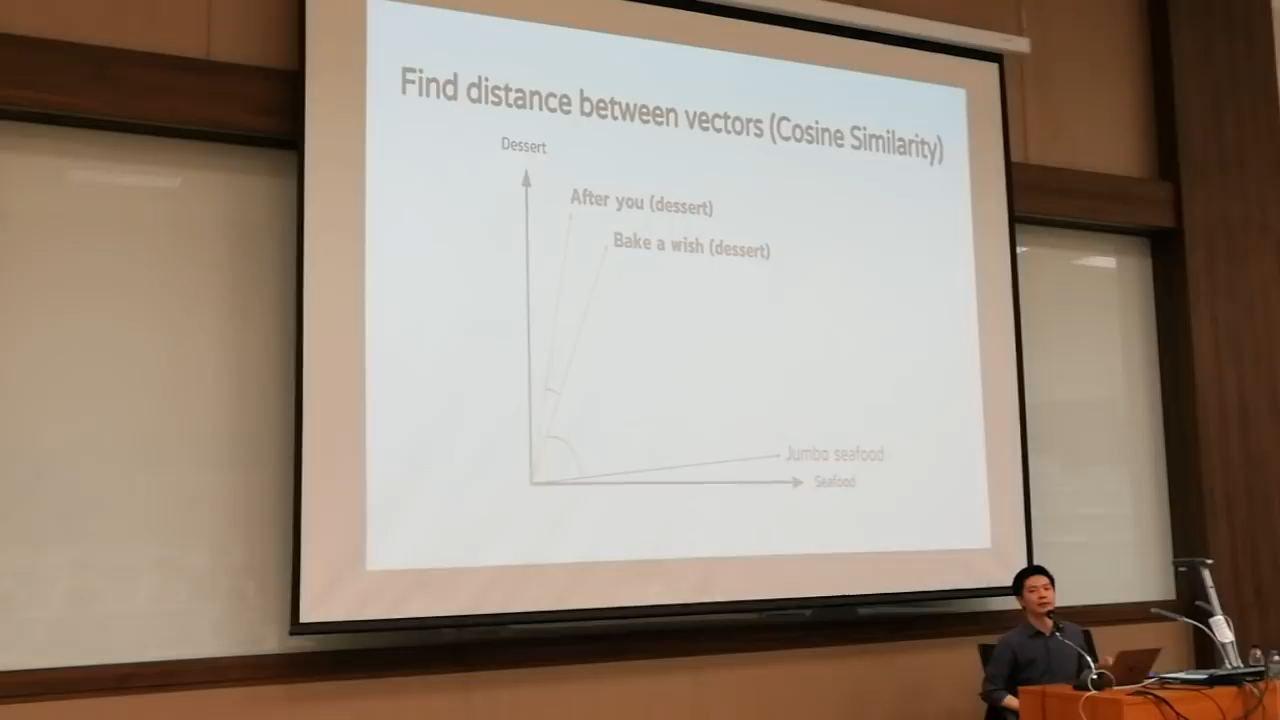 Find distance between vectors (Cosine Similarity)
Dessert
After you (dessert)
Bake a wish (dessert)
Jumbo seafood
Seafood